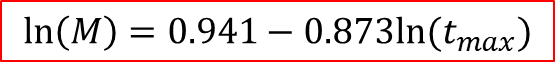 ln(M) = 0.941 − 0.873ln(t_max)